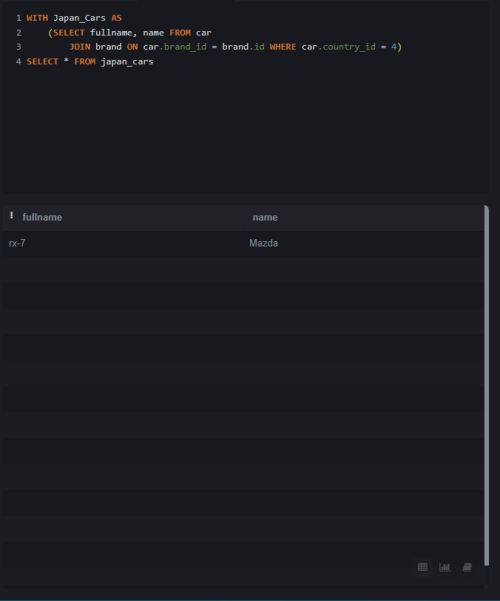 1 WITH Japan_Cars AS
2 (SELECT fullname, name FROM car
3 JOIN brand ON car.brand_id = brand.id WHERE car.country_id = 4)
4 SELECT * FROM japan_cars
! fullname name
rx-7 Mazda